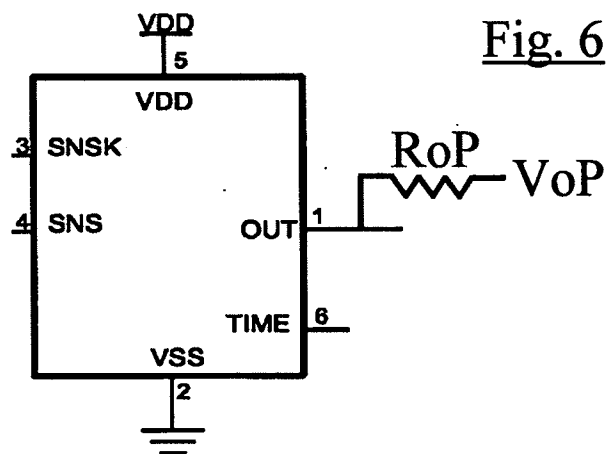 VDD
Fig. 6
5
VDD
3 SNSK
RoP VoP
4 SNS
OUT 1
TIME 6
VSS
2